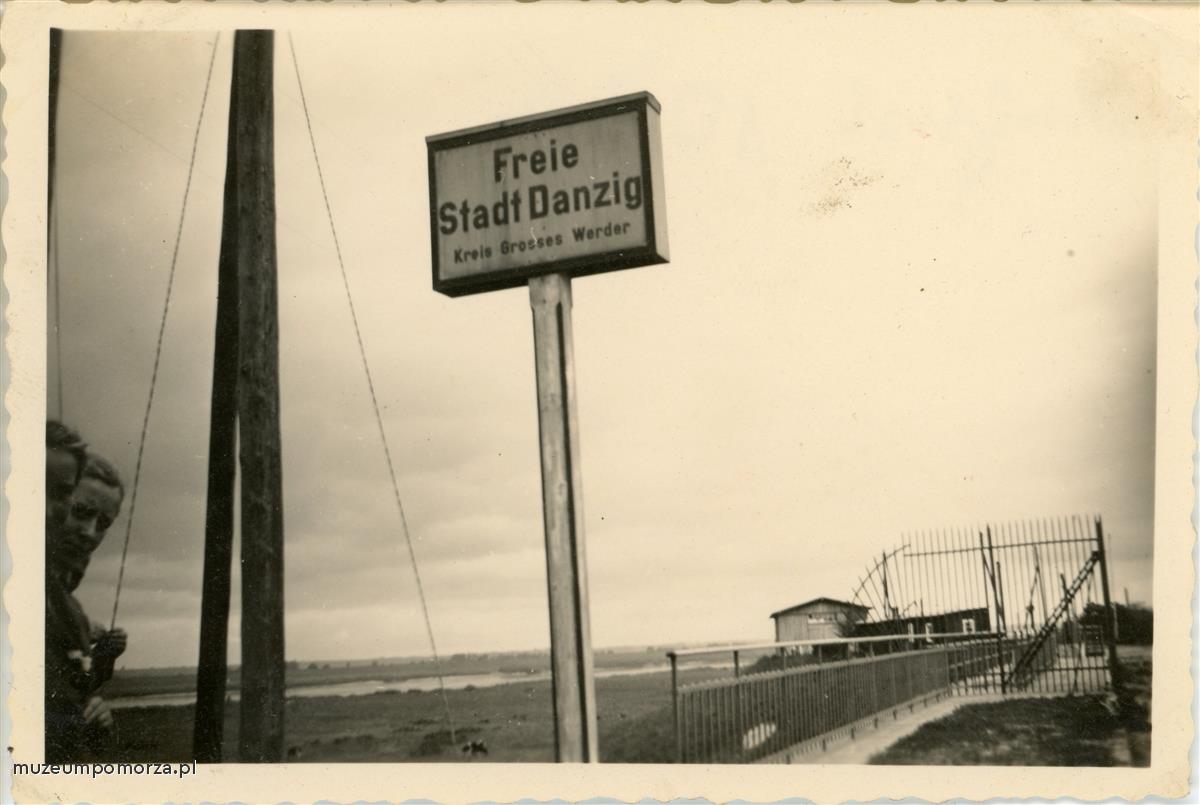 Freie
Stadt Danzig
Kreis Grosses Werder
muzeumpomorza.pl